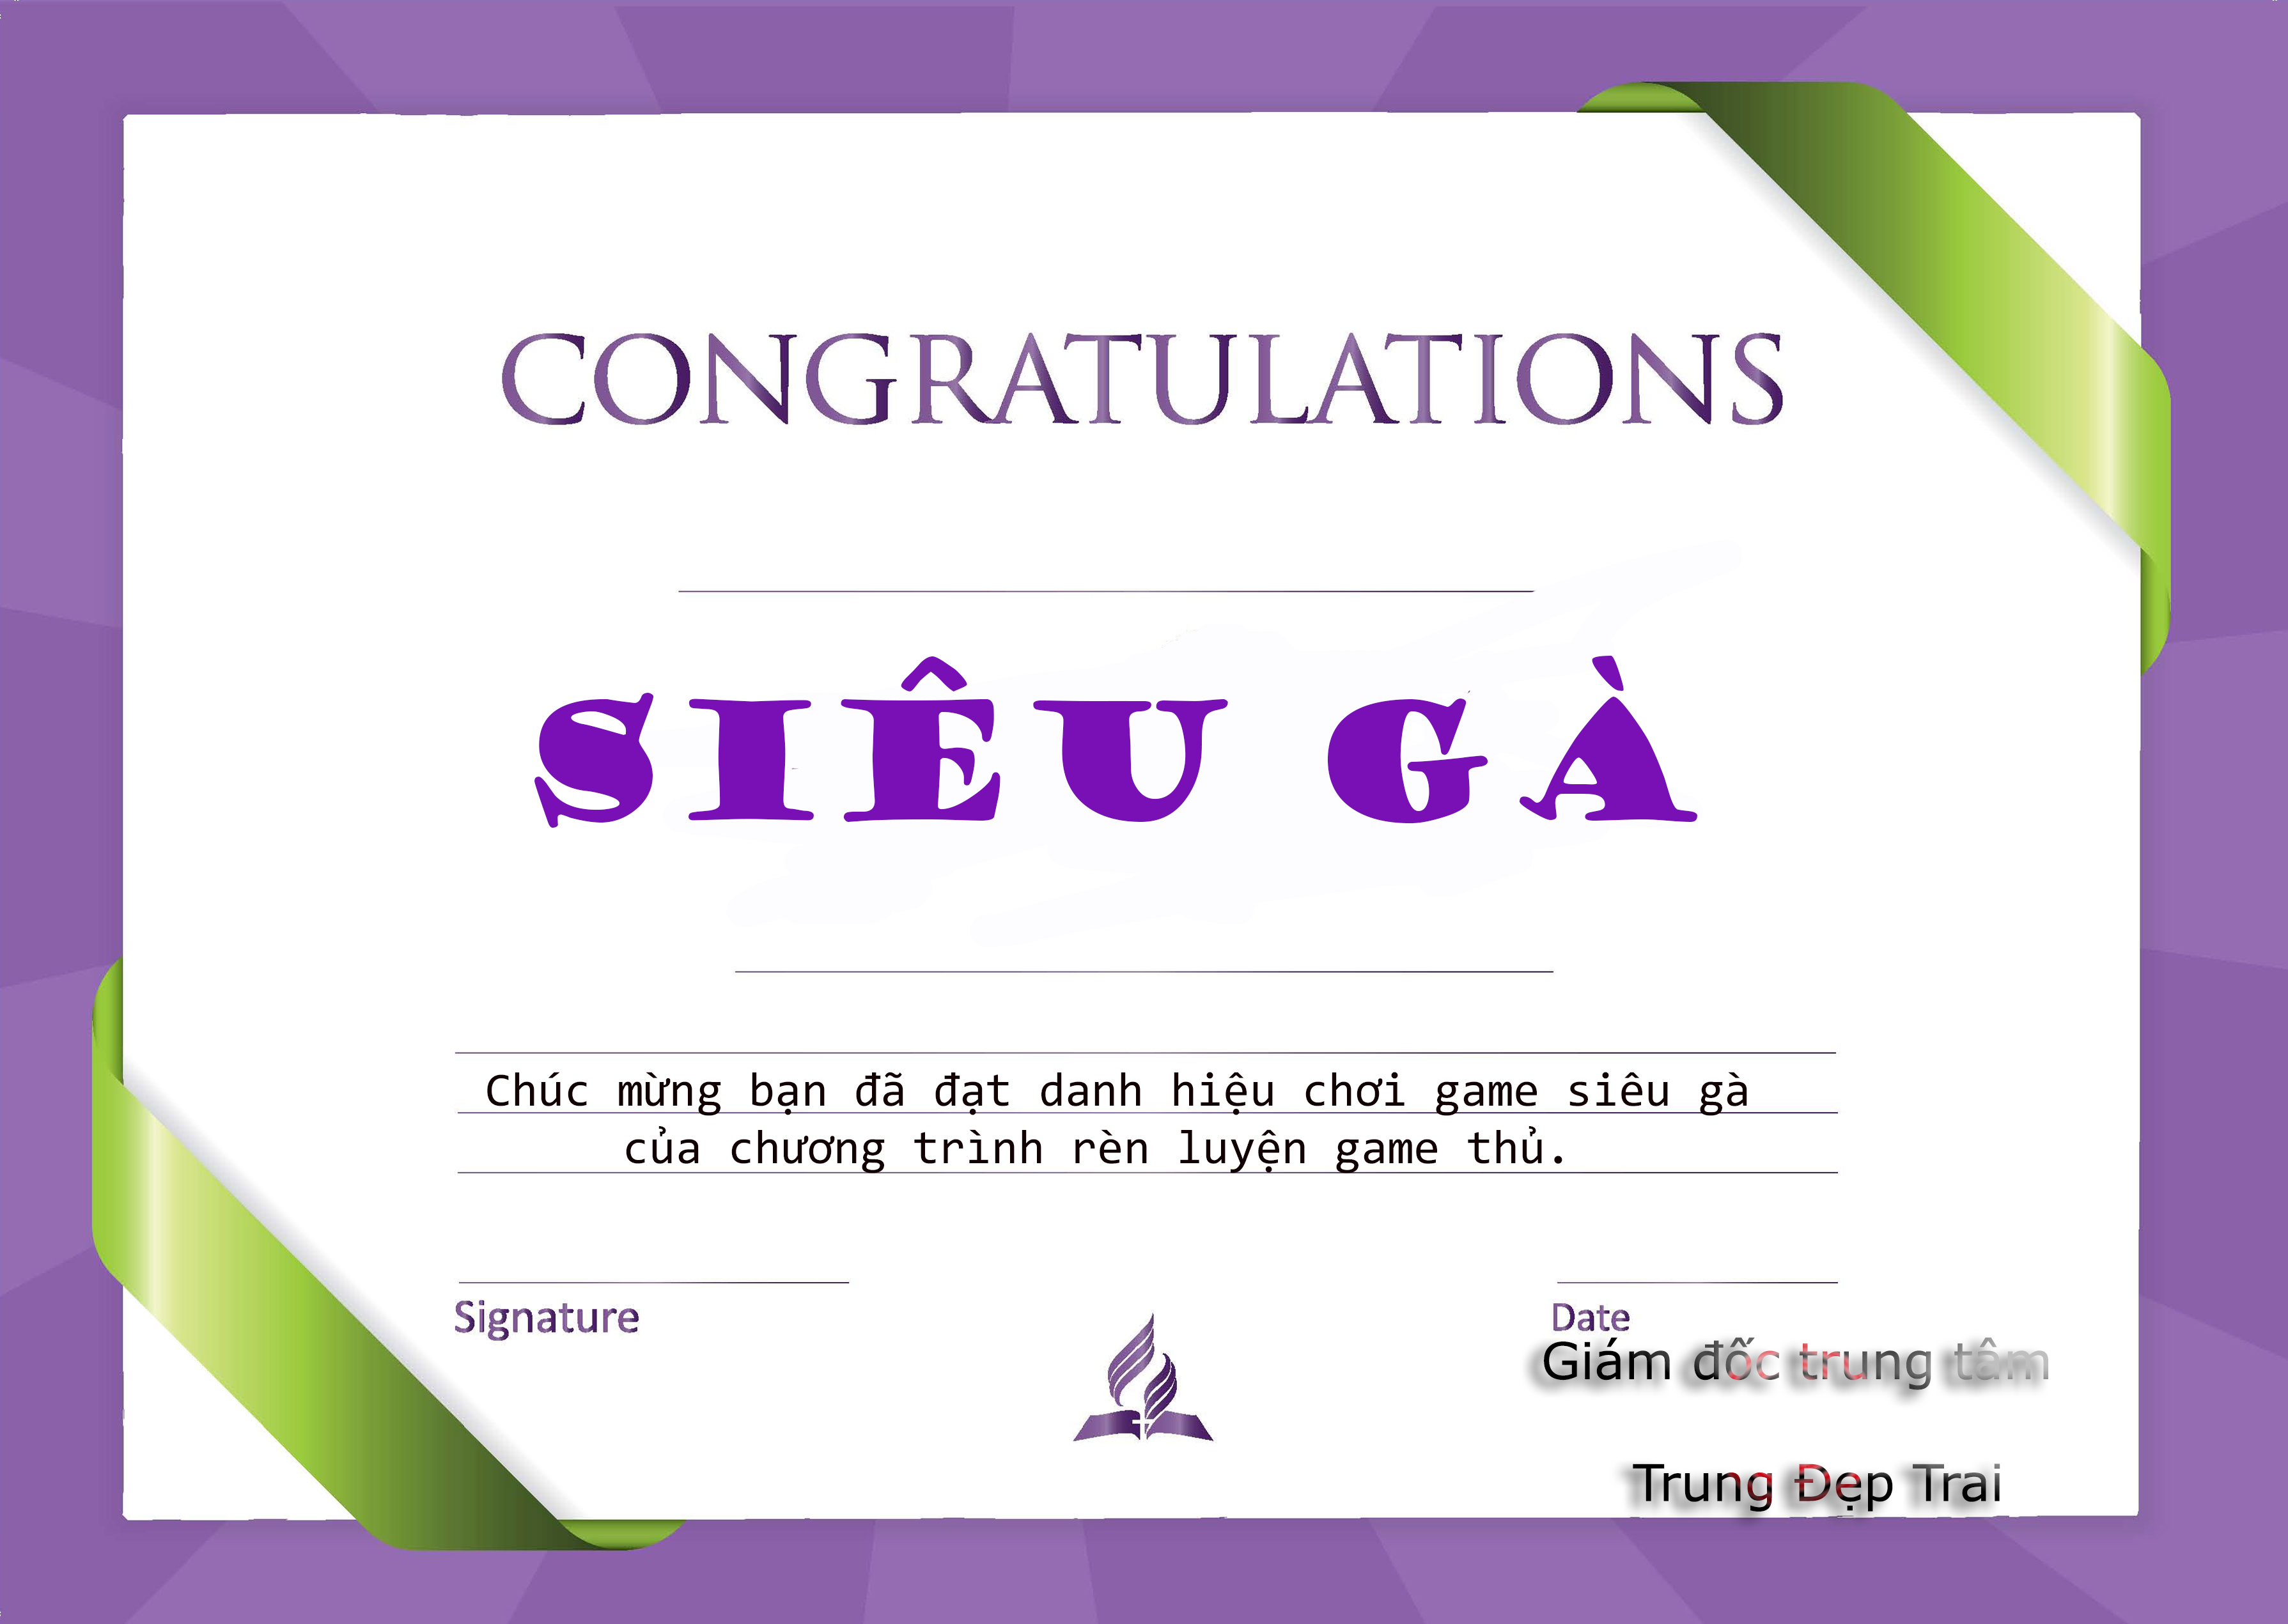 CONGRATULATIONS
SIÊU GÀ
Chúc mừng bạn đã đạt danh hiệu chơi game siêu gà
của chương trình rèn luyện game thủ.
Signature
Date
Giám đốc trung tâm
Trung Đẹp Trai